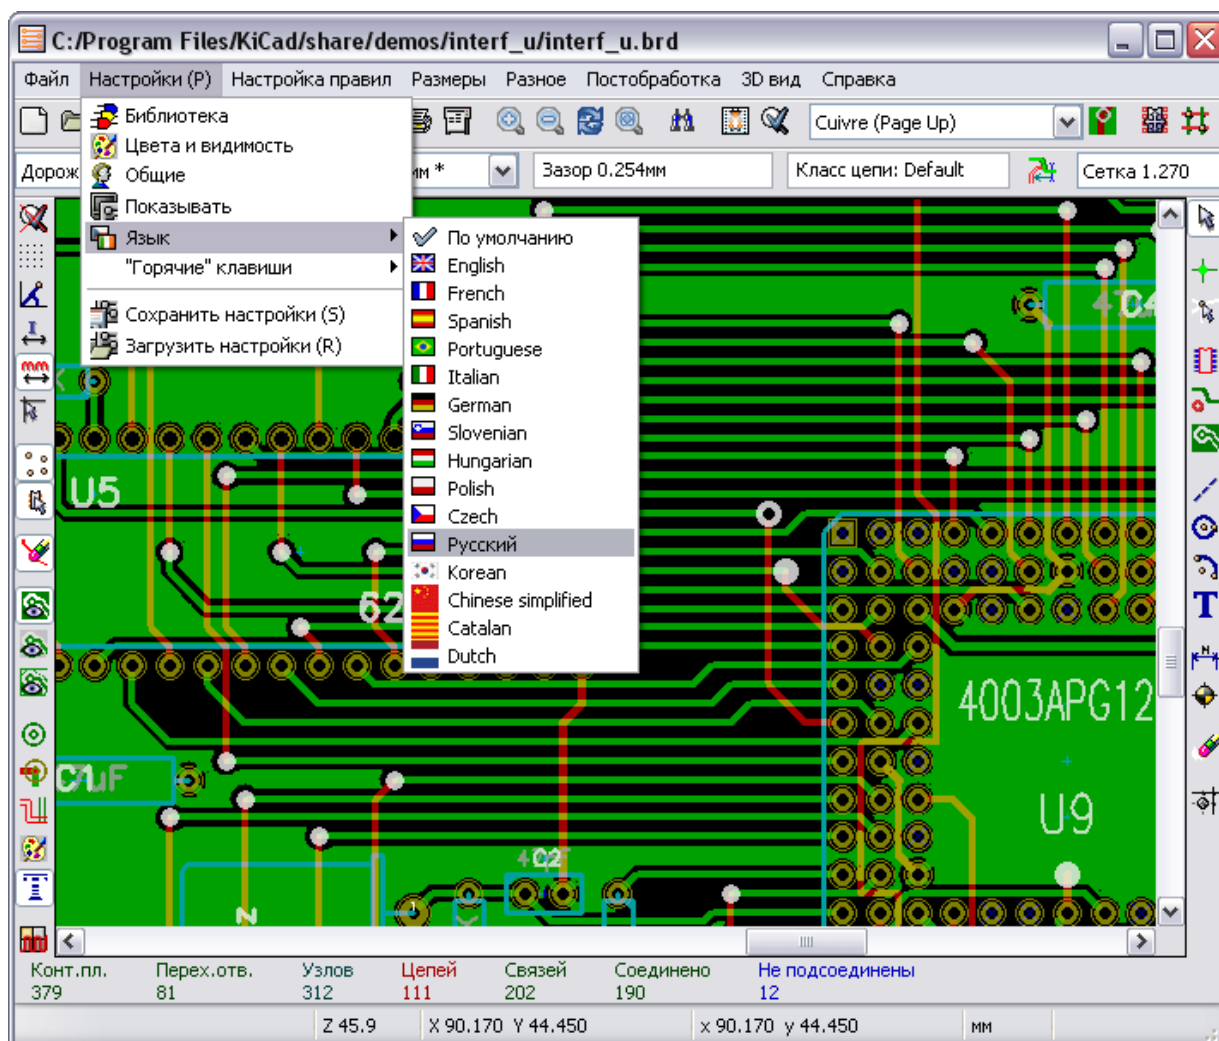 C:/Program Files/KiCad/share/demos/interf_u/interf_u.brd
Файл Настройки (P) Настройка правил Размеры Разное Постобработка 3D вид Справка
Cuivre (Page Up)
Дорож мм * Зазор 0.254мм Класс цепи: Default Сетка 1.270
Библиотека
Цвета и видимость
Общие
Показывать
Язык
"Горячие" клавиши
Сохранить настройки (S)
Загрузить настройки (R)
По умолчанию
English
French
Spanish
Portuguese
Italian
German
Slovenian
Hungarian
Polish
Czech
Русский
Korean
Chinese simplified
Catalan
Dutch
U5
62
4003APG12
U9
C1
uF
C2
Конт.пл. Перех.отв. Узлов Цепей Связей Соединено Не подсоединены
379 81 312 111 202 190 12
Z 45.9 X 90.170 Y 44.450 x 90.170 y 44.450 мм